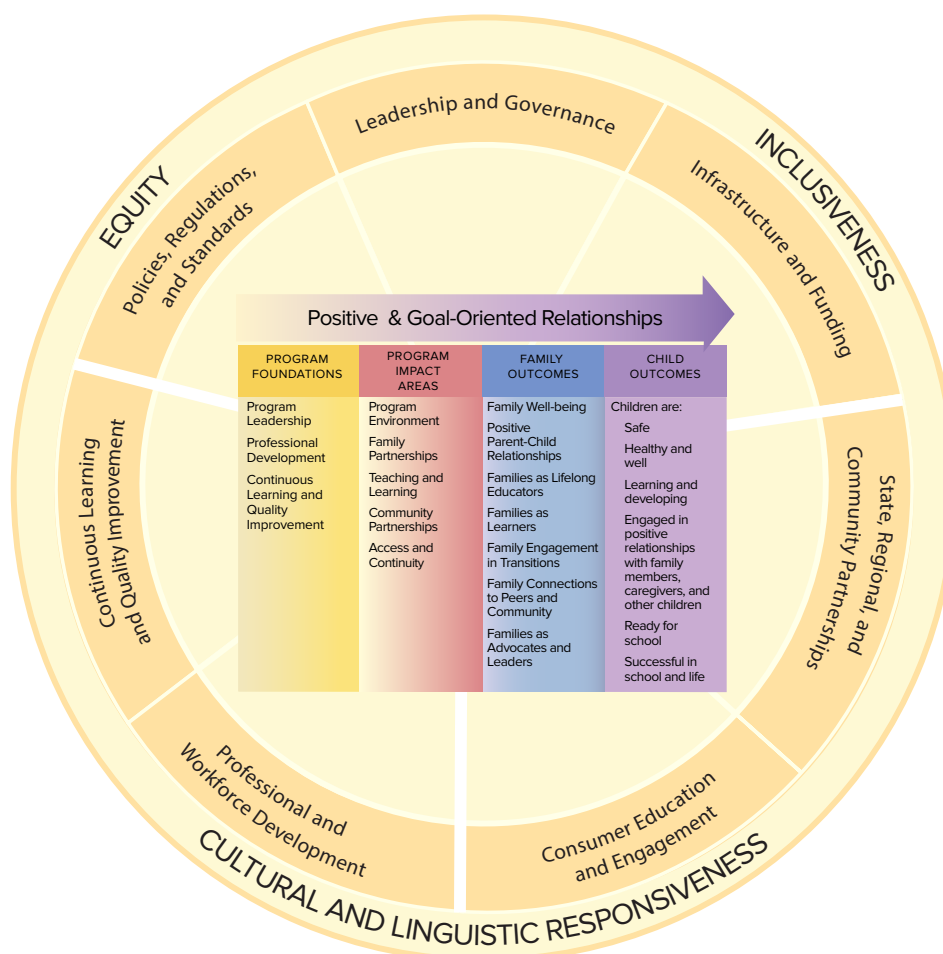 EQUITY
INCLUSIVENESS
CULTURAL AND LINGUISTIC RESPONSIVENESS
Leadership and Governance
Infrastructure and Funding
State, Regional, and
Community Partnerships
Consumer Education
and Engagement
Professional and
Workforce Development
Continuous Learning
and Quality Improvement
Policies, Regulations,
and Standards
Positive & Goal-Oriented Relationships
PROGRAM
FOUNDATIONS
Program
Leadership
Professional
Development
Continuous
Learning and
Quality
Improvement
PROGRAM
IMPACT
AREAS
Program
Environment
Family
Partnerships
Teaching and
Learning
Community
Partnerships
Access and
Continuity
FAMILY
OUTCOMES
Family Well-being
Positive
Parent-Child
Relationships
Families as Lifelong
Educators
Families as
Learners
Family Engagement
in Transitions
Family Connections
to Peers and
Community
Families as
Advocates and
Leaders
CHILD
OUTCOMES
Children are:
Safe
Healthy and
well
Learning and
developing
Engaged in
positive
relationships
with family
members,
caregivers, and
other children
Ready for
school
Successful in
school and life